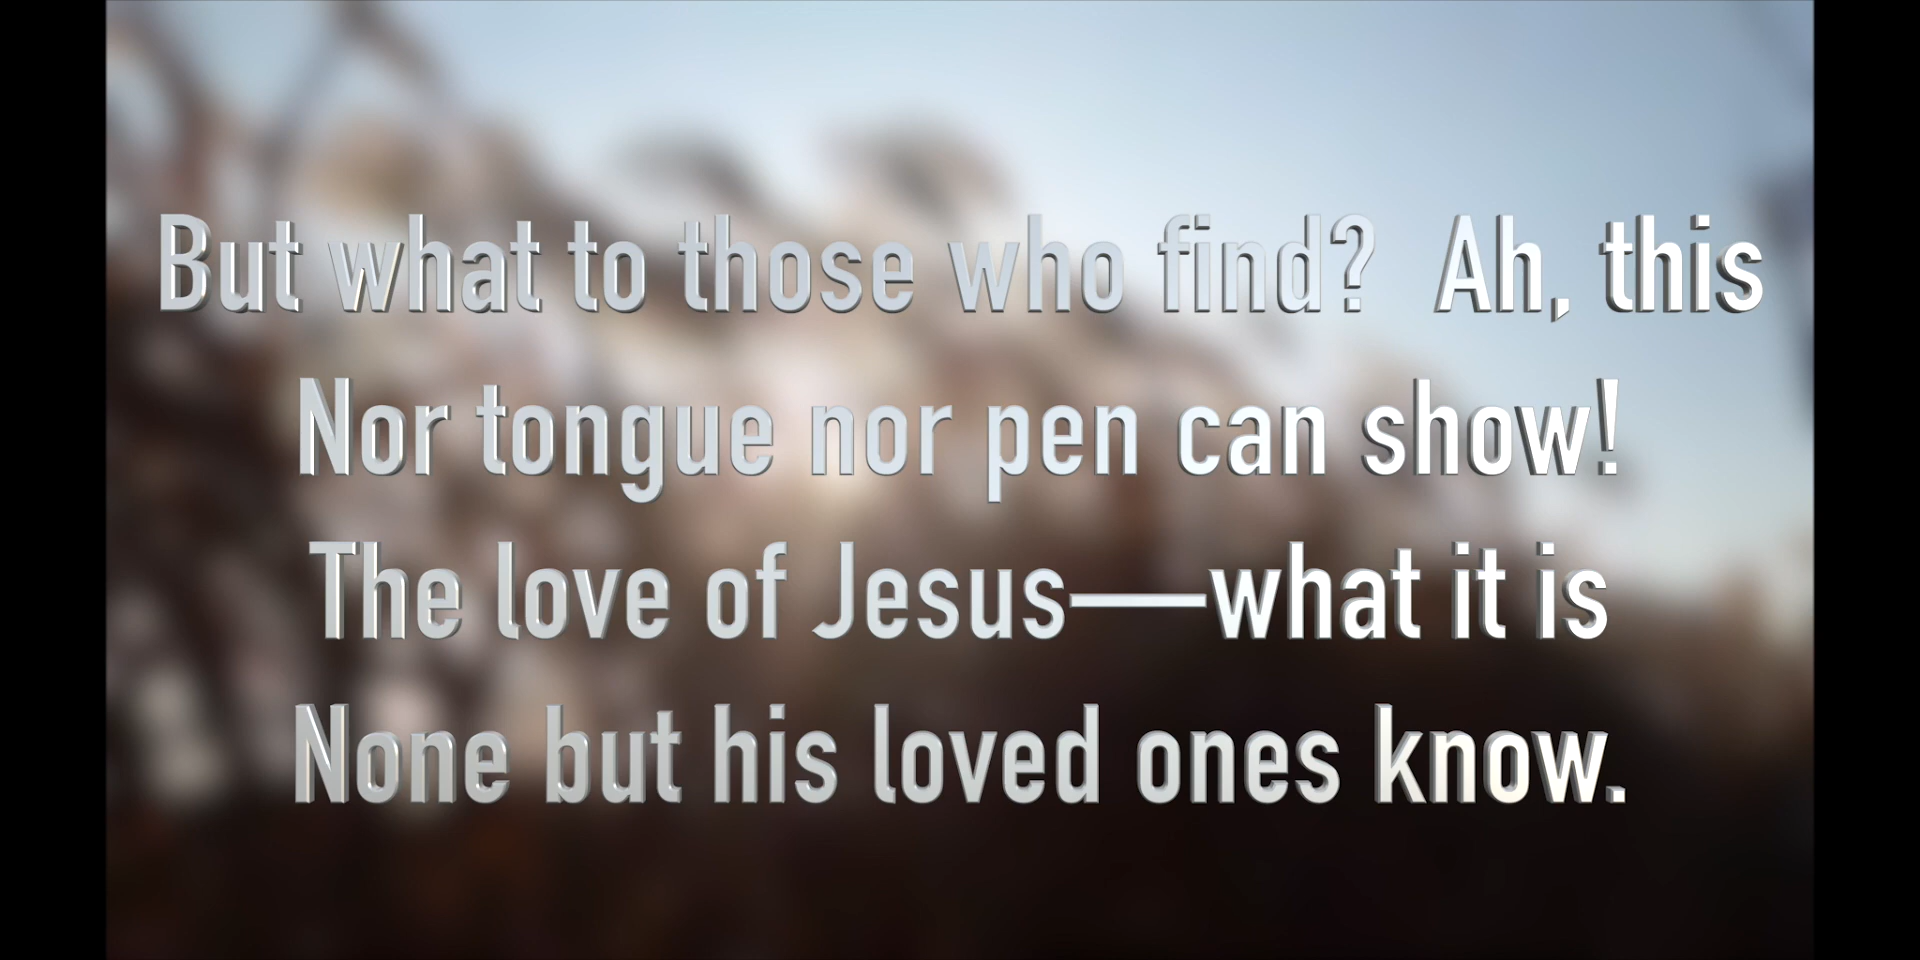 But what to those who find?  Ah, this
Nor tongue nor pen can show!
The love of Jesus—what it is
None but his loved ones know.